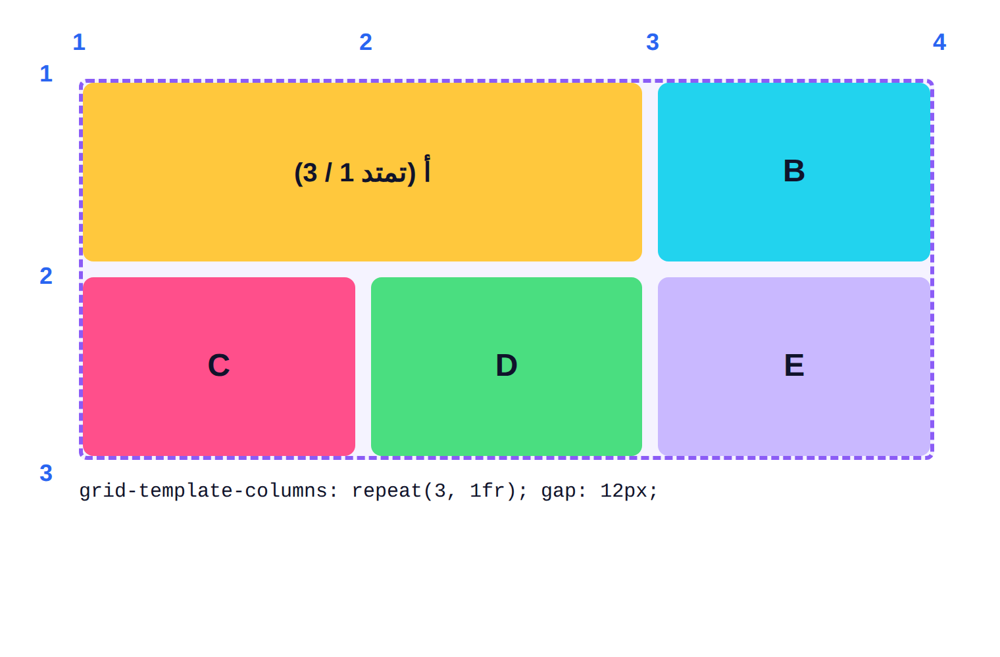 1 2 3 4
1
أ (تمتد 1 / 3)
B
2
C
D
E
3
grid-template-columns: repeat(3, 1fr); gap: 12px;